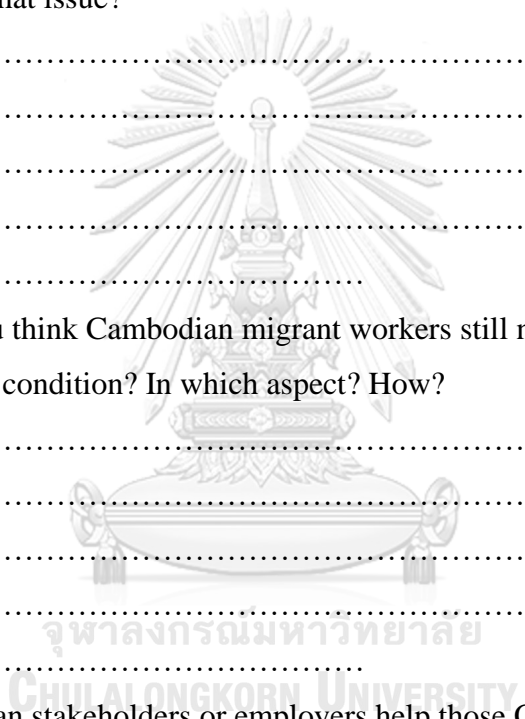 hat issue?
……………………………………………
……………………………………………
……………………………………………
……………………………………………
………………………………
think Cambodian migrant workers still
condition? In which aspect? How?
……………………………………………
……………………………………………
……………………………………………
……………………………………………
จุฬาลงกรณ์มหาวิทยาลัย
………………………………
CHULALONGKORN UNIVERSITY
an stakeholders or employers help those